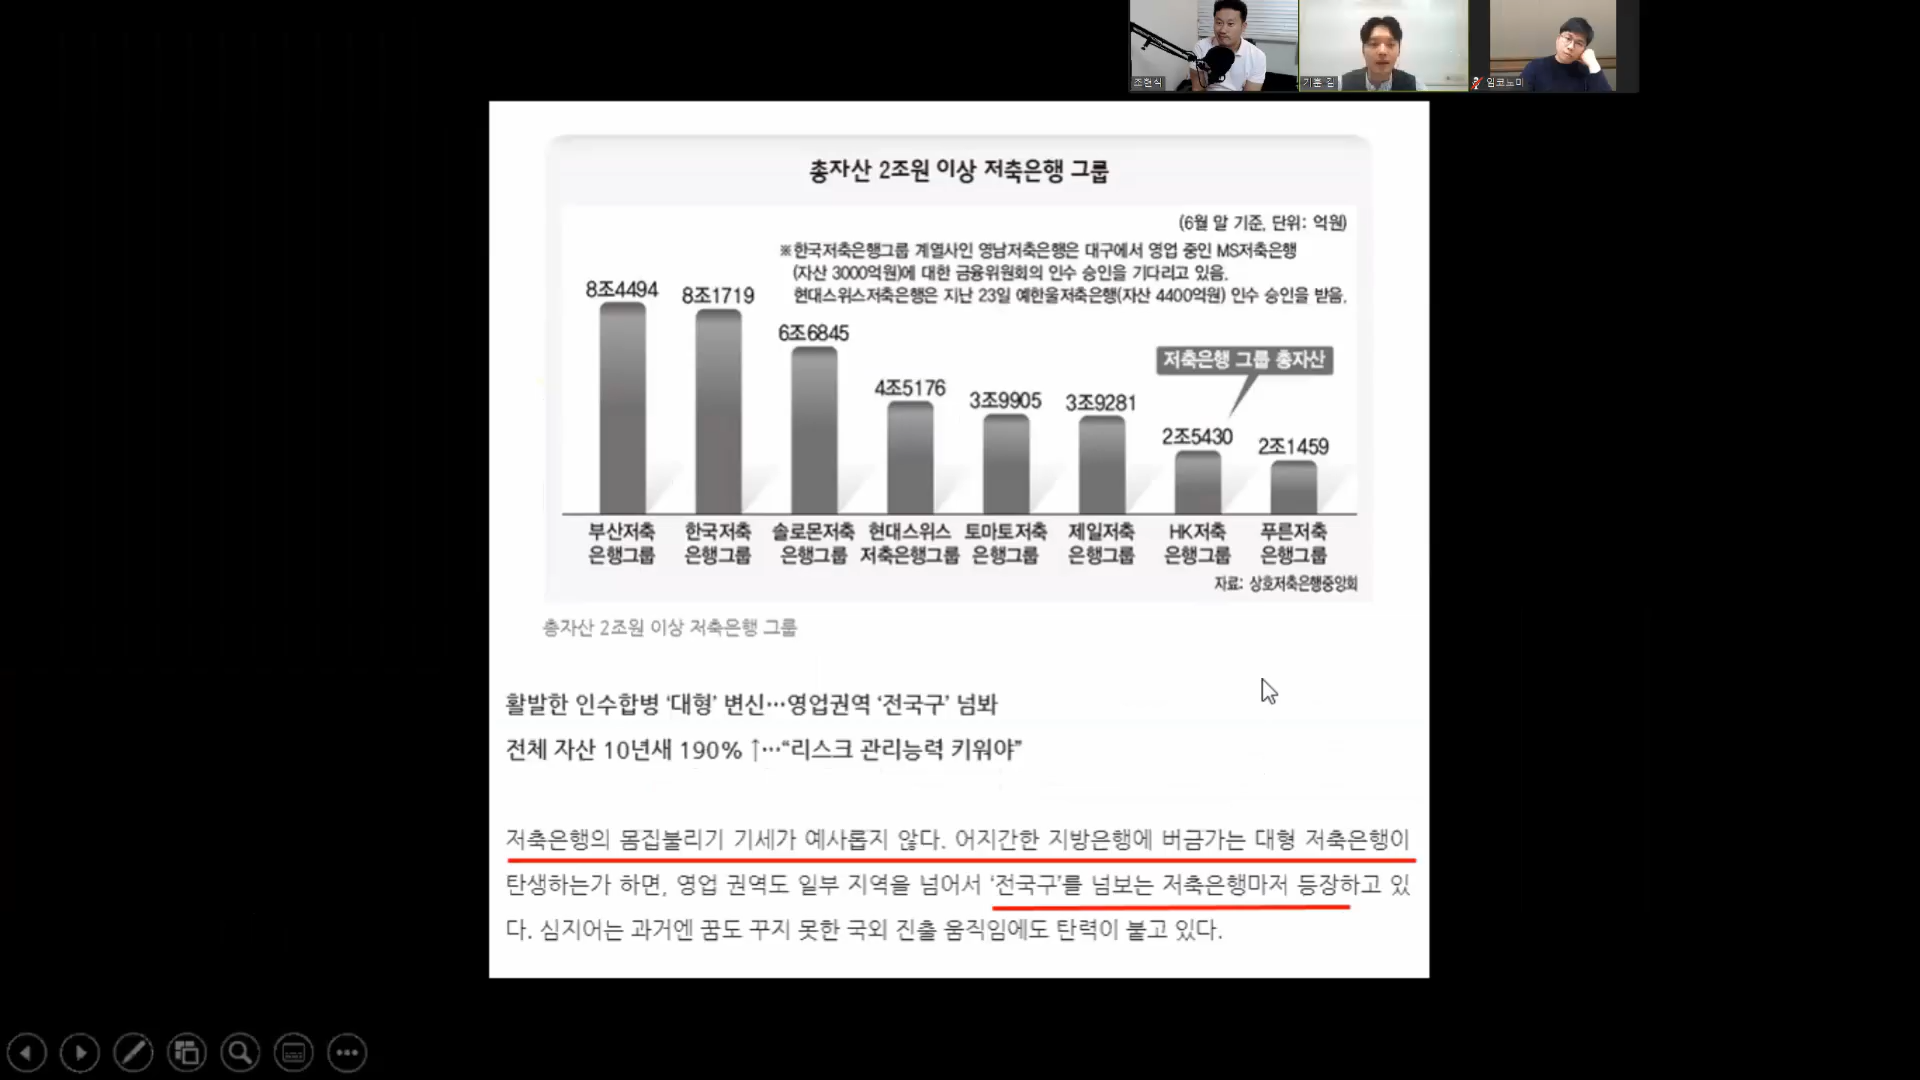 조현식
기훈 김
임코노미
총자산 2조원 이상 저축은행 그룹
(6월 말 기준, 단위: 억원)
※한국저축은행그룹 계열사인 영남저축은행은 대구에서 영업 중인 MS저축은행
(자산 3000억원)에 대한 금융위원회의 인수 승인을 기다리고 있음.
현대스위스저축은행은 지난 23일 예한울저축은행(자산 4400억원) 인수 승인을 받음.
8조4494
8조1719
6조6845
4조5176
3조9905
3조9281
2조5430
2조1459
저축은행 그룹 총자산
부산저축
은행그룹
한국저축
은행그룹
솔로몬저축
은행그룹
현대스위스
저축은행그룹
토마토저축
은행그룹
제일저축
은행그룹
HK저축
은행그룹
푸른저축
은행그룹
자료: 상호저축은행중앙회
총자산 2조원 이상 저축은행 그룹
활발한 인수합병 ‘대형’ 변신…영업권역 ‘전국구’ 넘봐
전체 자산 10년새 190% ↑…“리스크 관리능력 키워야”
저축은행의 몸집불리기 기세가 예사롭지 않다. 어지간한 지방은행에 버금가는 대형 저축은행이
탄생하는가 하면, 영업 권역도 일부 지역을 넘어서 ‘전국구’를 넘보는 저축은행마저 등장하고 있
다. 심지어는 과거엔 꿈도 꾸지 못한 국외 진출 움직임에도 탄력이 붙고 있다.